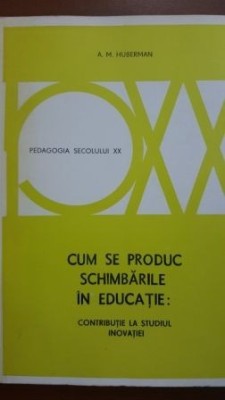 A. M. HUBERMAN
PEDAGOGIA SECOLULUI XX
CUM SE PRODUC
SCHIMBĂRILE
ÎN EDUCAȚIE:
CONTRIBUȚIE LA STUDIUL
INOVAȚIEI